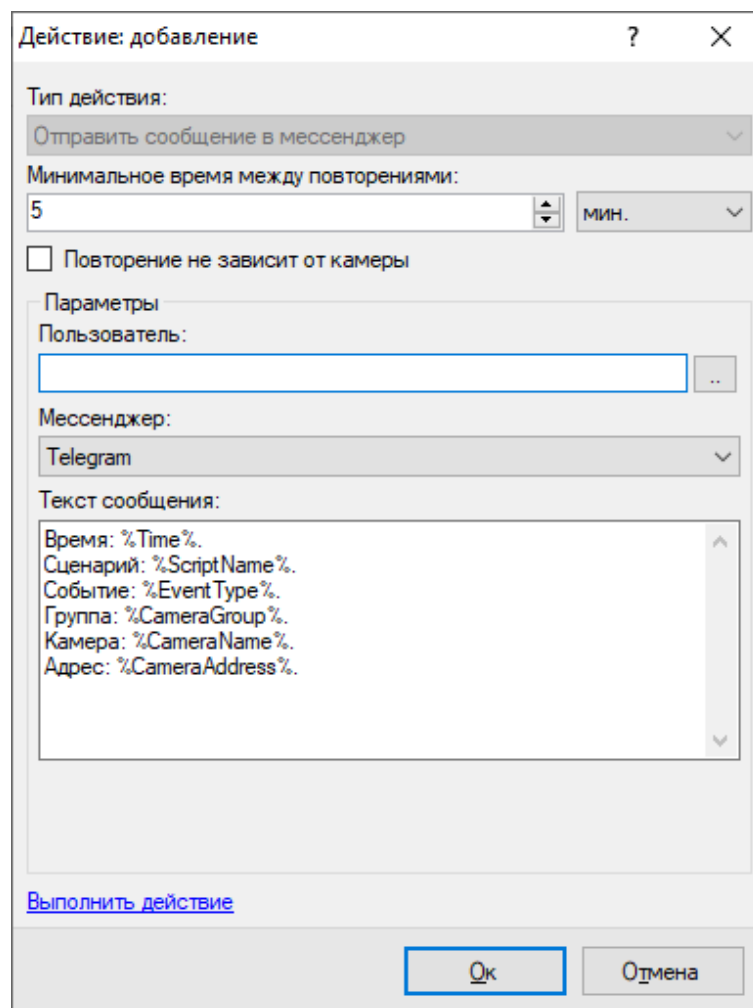 Действие: добавление
?
Тип действия:
Отправить сообщение в мессенджер
Минимальное время между повторениями:
5
мин.
Повторение не зависит от камеры
Параметры
Пользователь:
..
Мессенджер:
Telegram
Текст сообщения:
Время: %Time%.
Сценарий: %ScriptName%.
Событие: %EventType%.
Группа: %CameraGroup%.
Камера: %CameraName%.
Адрес: %CameraAddress%.
Выполнить действие
Ок
Отмена